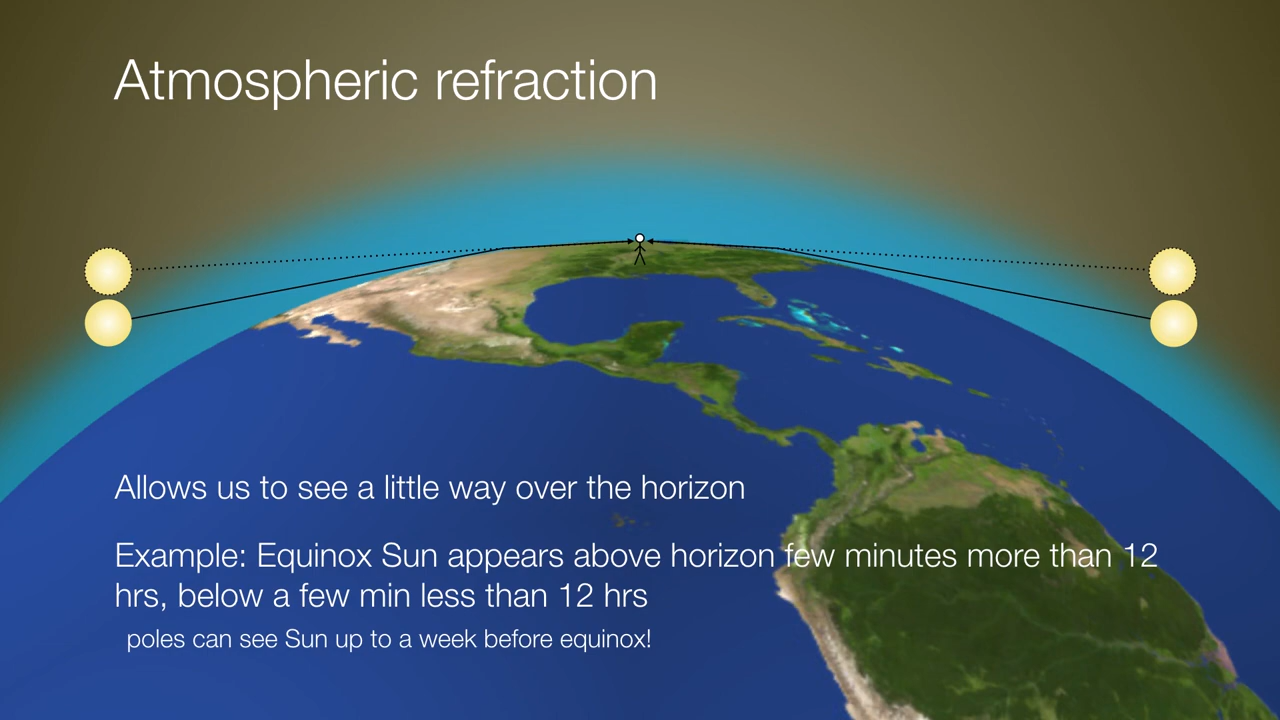 Atmospheric refraction
Allows us to see a little way over the horizon
Example: Equinox Sun appears above horizon few minutes more than 12
hrs, below a few min less than 12 hrs
poles can see Sun up to a week before equinox!